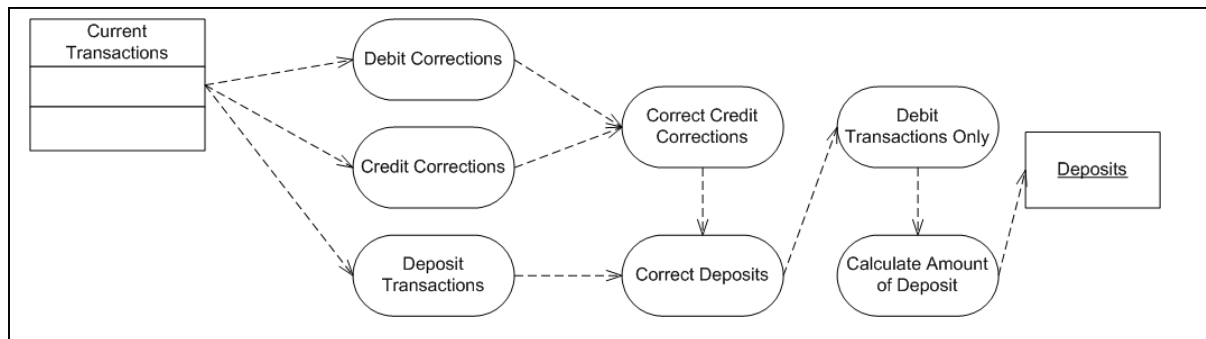 Current
Transactions
Debit Corrections
Credit Corrections
Deposit
Transactions
Correct Credit
Corrections
Correct Deposits
Debit
Transactions Only
Calculate Amount
of Deposit
Deposits